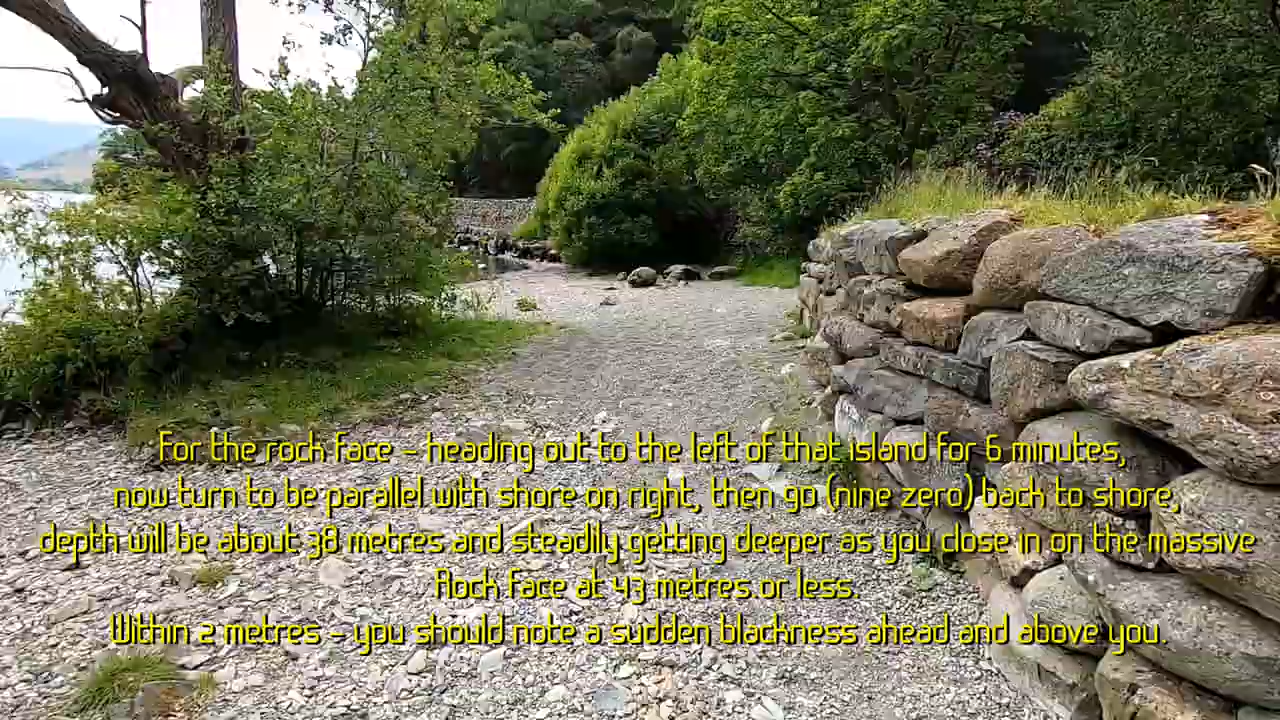 For the rock face - heading out to the left of that island for 6 minutes,
now turn to be parallel with shore on right, then 90 (nine zero) back to shore,
depth will be about 38 metres and steadily getting deeper as you close in on the massive
Rock Face at 43 metres or less.
Within 2 metres - you should note a sudden blackness ahead and above you.